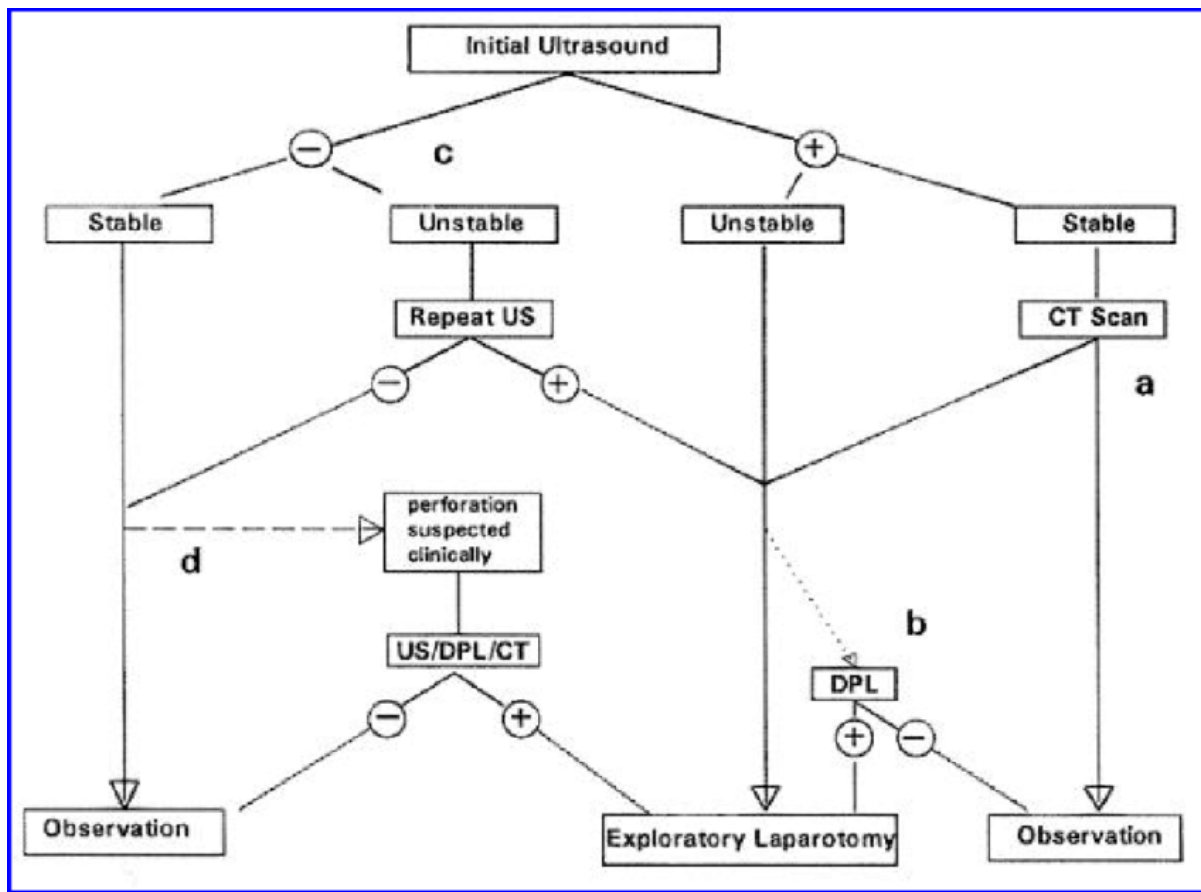 Initial Ultrasound
−
c
+
Stable
Unstable
Unstable
Stable
Repeat US
CT Scan
−
+
a
perforation
suspected
clinically
d
b
US/DPL/CT
DPL
−
+
+
−
Observation
Exploratory Laparotomy
Observation